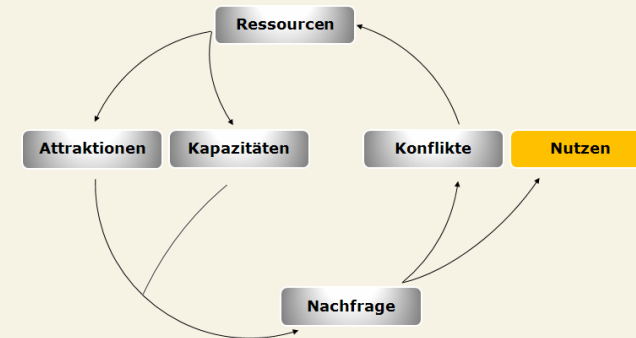 Ressourcen
Attraktionen
Kapazitäten
Konflikte
Nutzen
Nachfrage